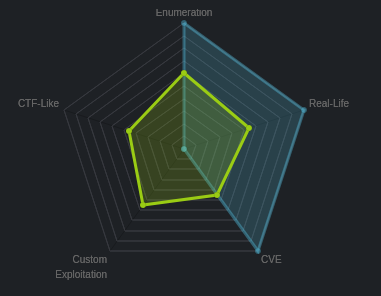 Enumeration
CTF-Like
Real-Life
Custom
Exploitation
CVE